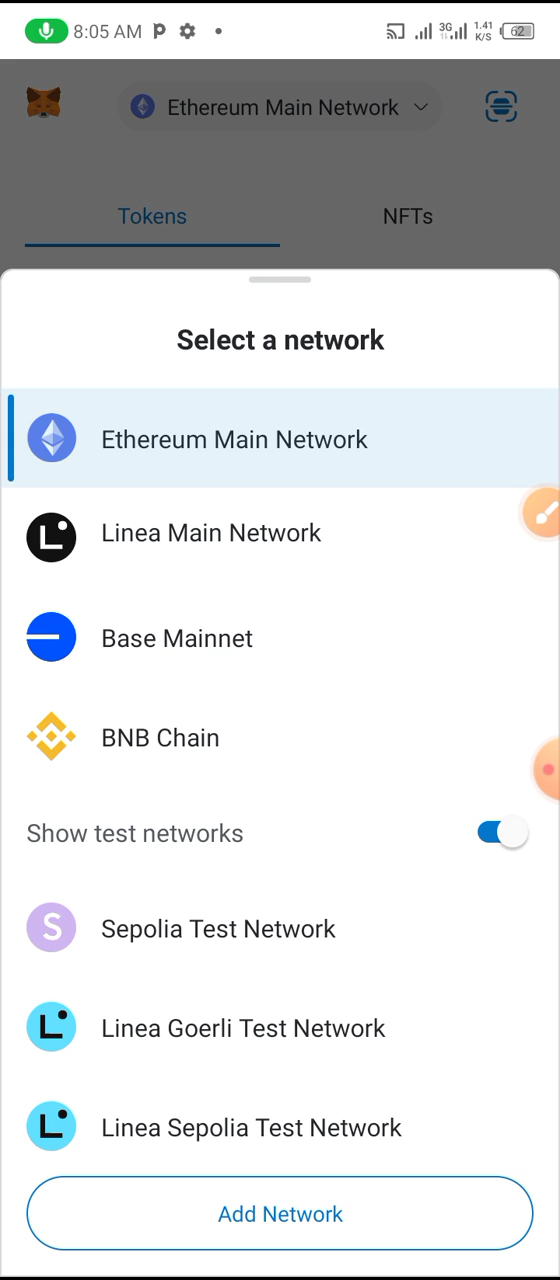 8:05 AM
3G
1.41
K/S
62
Ethereum Main Network
Tokens
NFTs
Select a network
Ethereum Main Network
Linea Main Network
Base Mainnet
BNB Chain
Show test networks
S
Sepolia Test Network
Linea Goerli Test Network
Linea Sepolia Test Network
Add Network